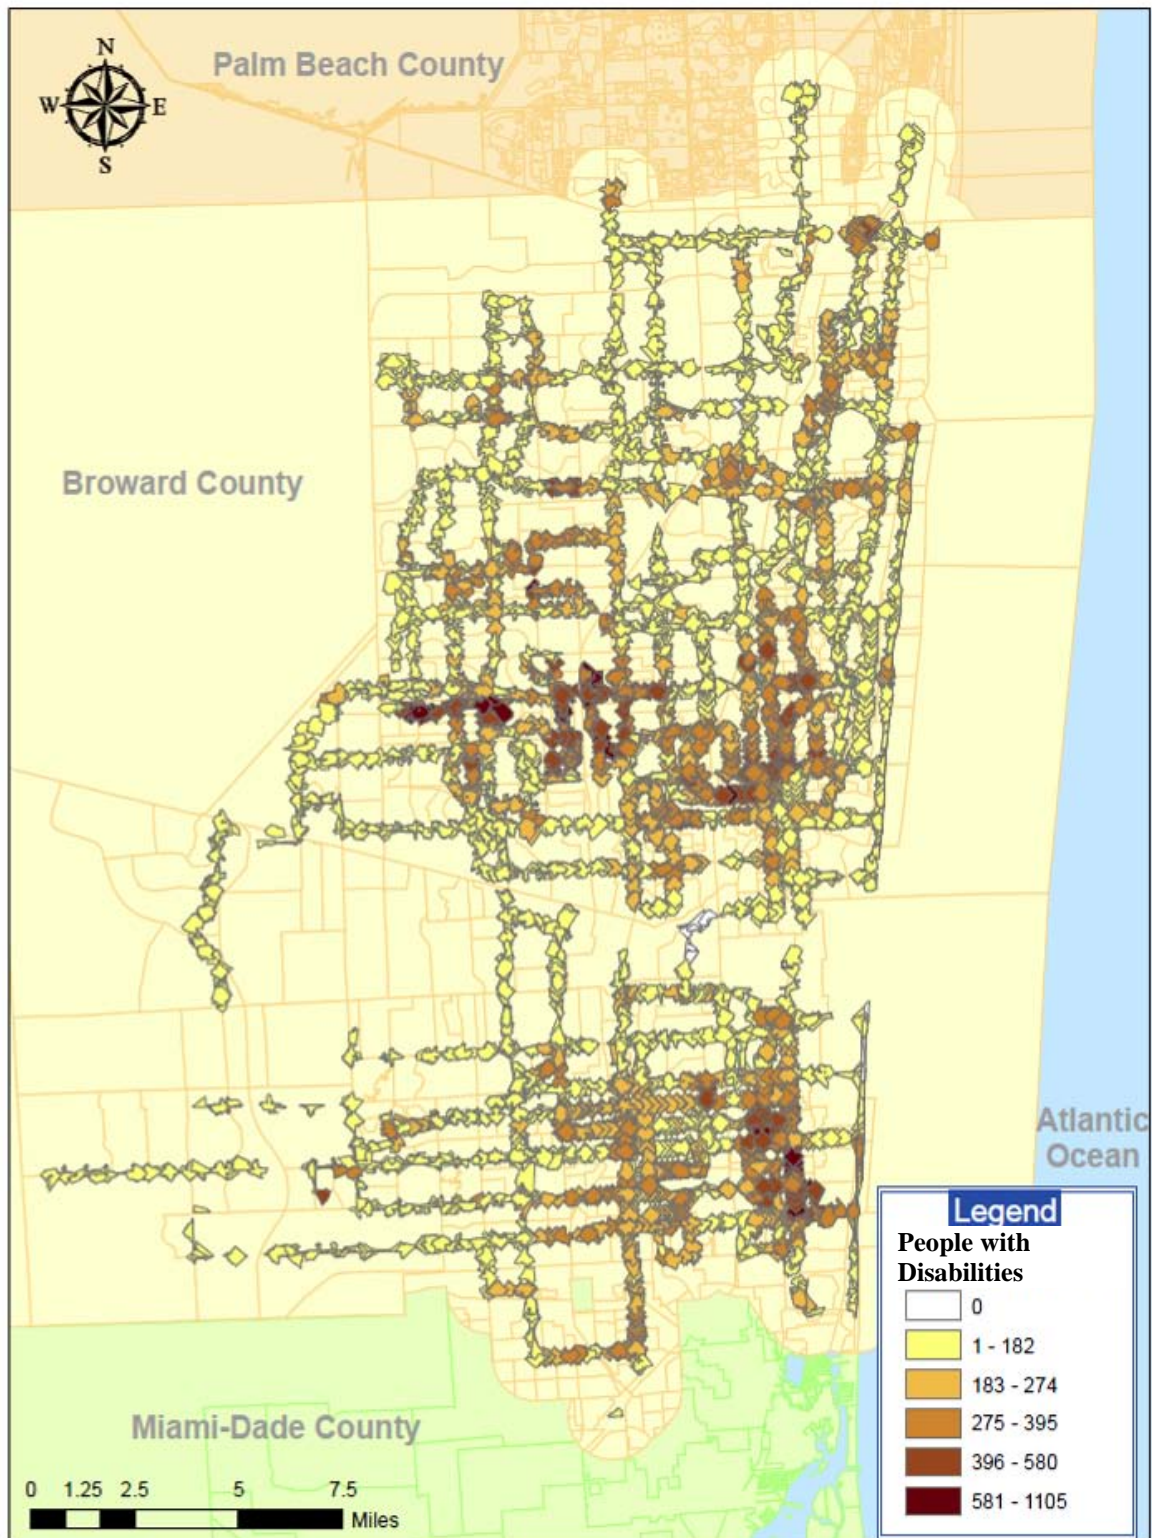 Palm Beach County
N
W E
S
Broward County
Atlantic
Ocean
Legend
People with
Disabilities
0
1 - 182
183 - 274
275 - 395
396 - 580
581 - 1105
Miami-Dade County
0 1.25 2.5 5 7.5
Miles